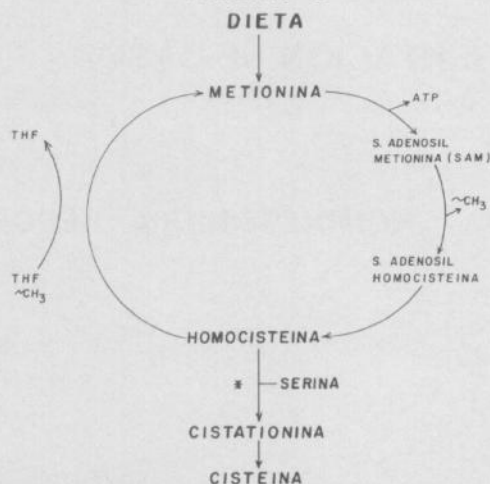 DIETA
METIONINA
ATP
S. ADENOSIL
METIONINA (SAM)
~CH3
S. ADENOSIL
HOMOCISTEINA
THF
THF
~CH3
HOMOCISTEINA
* SERINA
CISTATIONINA
CISTEINA